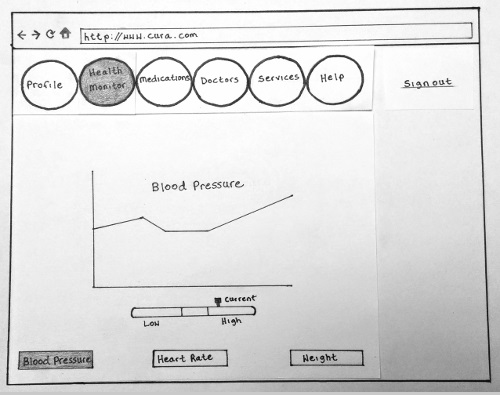 http://www.cura.com
Profile
Health
Monitor
Medications
Doctors
Services
Help
Sign out
Blood Pressure
Current
Low
High
Blood Pressure
Heart Rate
Weight